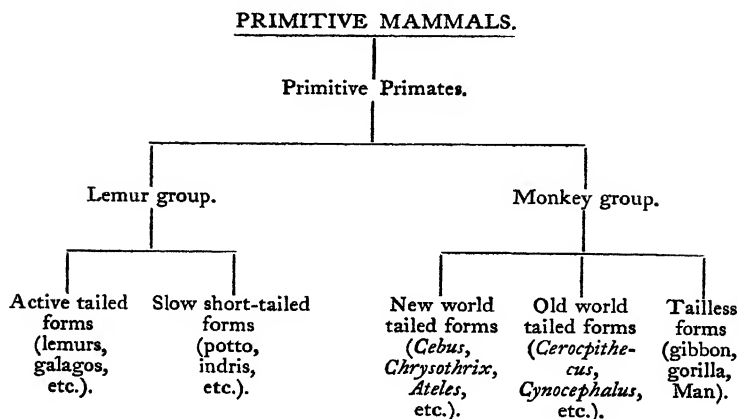 PRIMITIVE MAMMALS.
Primitive Primates.
Lemur group.
Monkey group.
Active tailed
forms
(lemurs,
galagos,
etc.).
Slow short-tailed
forms
(potto,
indris,
etc.).
New world
tailed forms
(Cebus,
Chrysothrix,
Ateles,
etc.).
Old world
tailed forms
(Cerocpithe-
cus,
Cynocephalus,
etc.).
Tailless
forms
(gibbon,
gorilla,
Man).